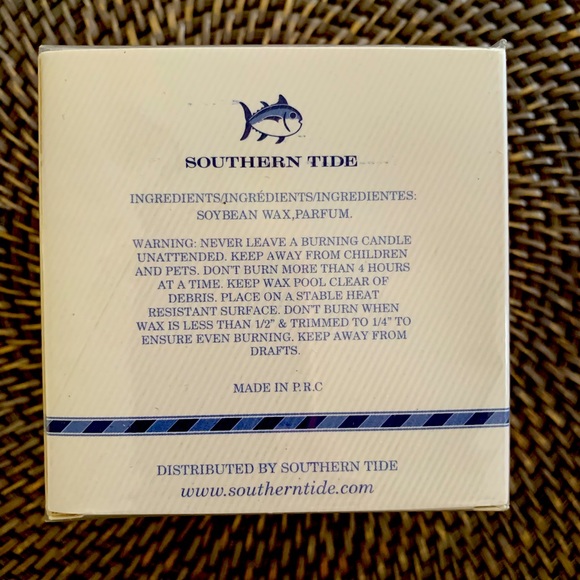 SOUTHERN TIDE
INGREDIENTS/INGRÉDIENTS/INGREDIENTES:
SOYBEAN WAX,PARFUM.
WARNING: NEVER LEAVE A BURNING CANDLE
UNATTENDED. KEEP AWAY FROM CHILDREN
AND PETS. DON'T BURN MORE THAN 4 HOURS
AT A TIME. KEEP WAX POOL CLEAR OF
DEBRIS. PLACE ON A STABLE HEAT
RESISTANT SURFACE. DON'T BURN WHEN
WAX IS LESS THAN 1/2" & TRIMMED TO 1/4" TO
ENSURE EVEN BURNING. KEEP AWAY FROM
DRAFTS.
MADE IN P.R.C
DISTRIBUTED BY SOUTHERN TIDE
www.southerntide.com